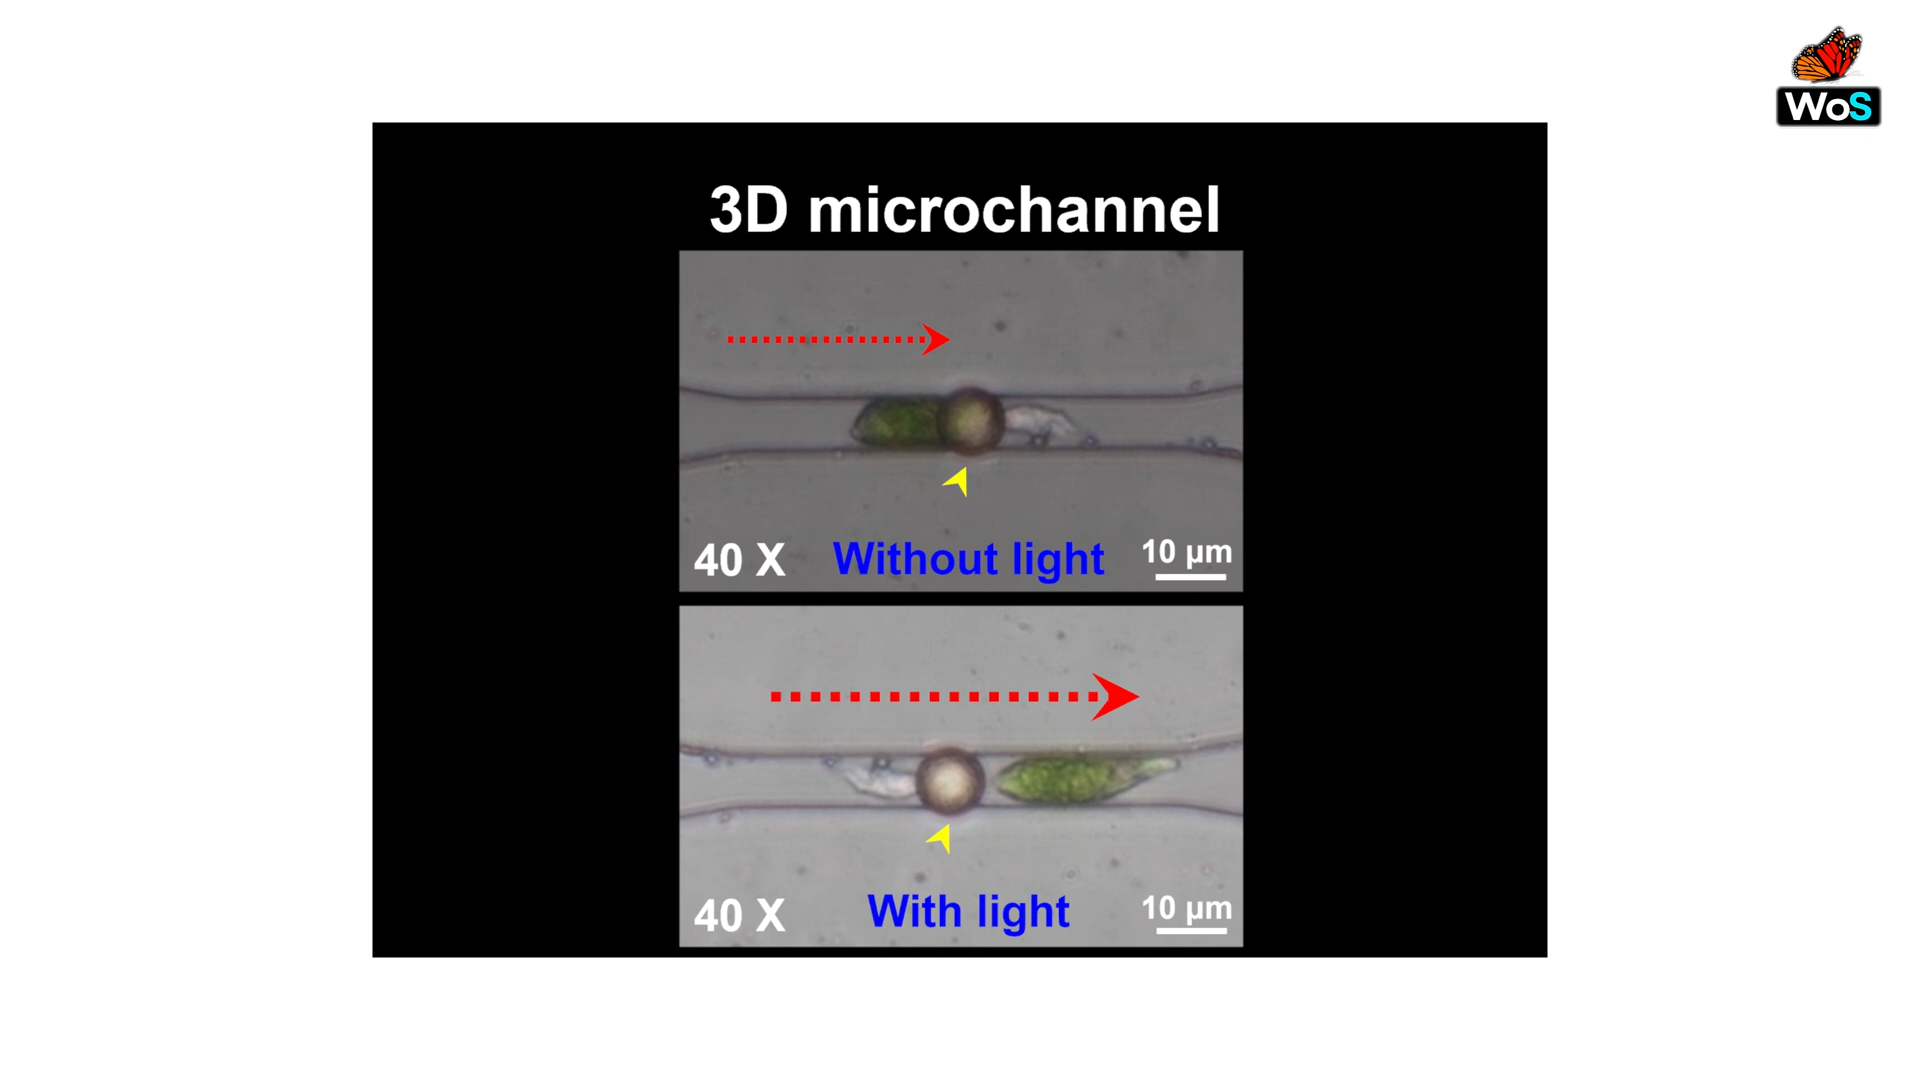 WoS
3D microchannel
40 X Without light 10 μm
40 X With light 10 μm